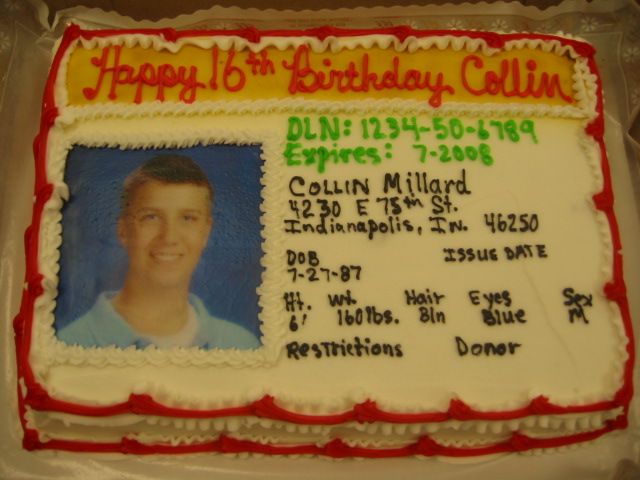 Happy 16th Birthday Collin
DLN: 1234-50-6789
Expires: 7-2008
Collin Millard
4230 E 75th St.
Indianapolis, IN. 46250
DOB ISSUE DATE
7-27-87
Ht. Wt. Hair Eyes Sex
6' 160lbs. Bln Blue M
Restrictions Donor